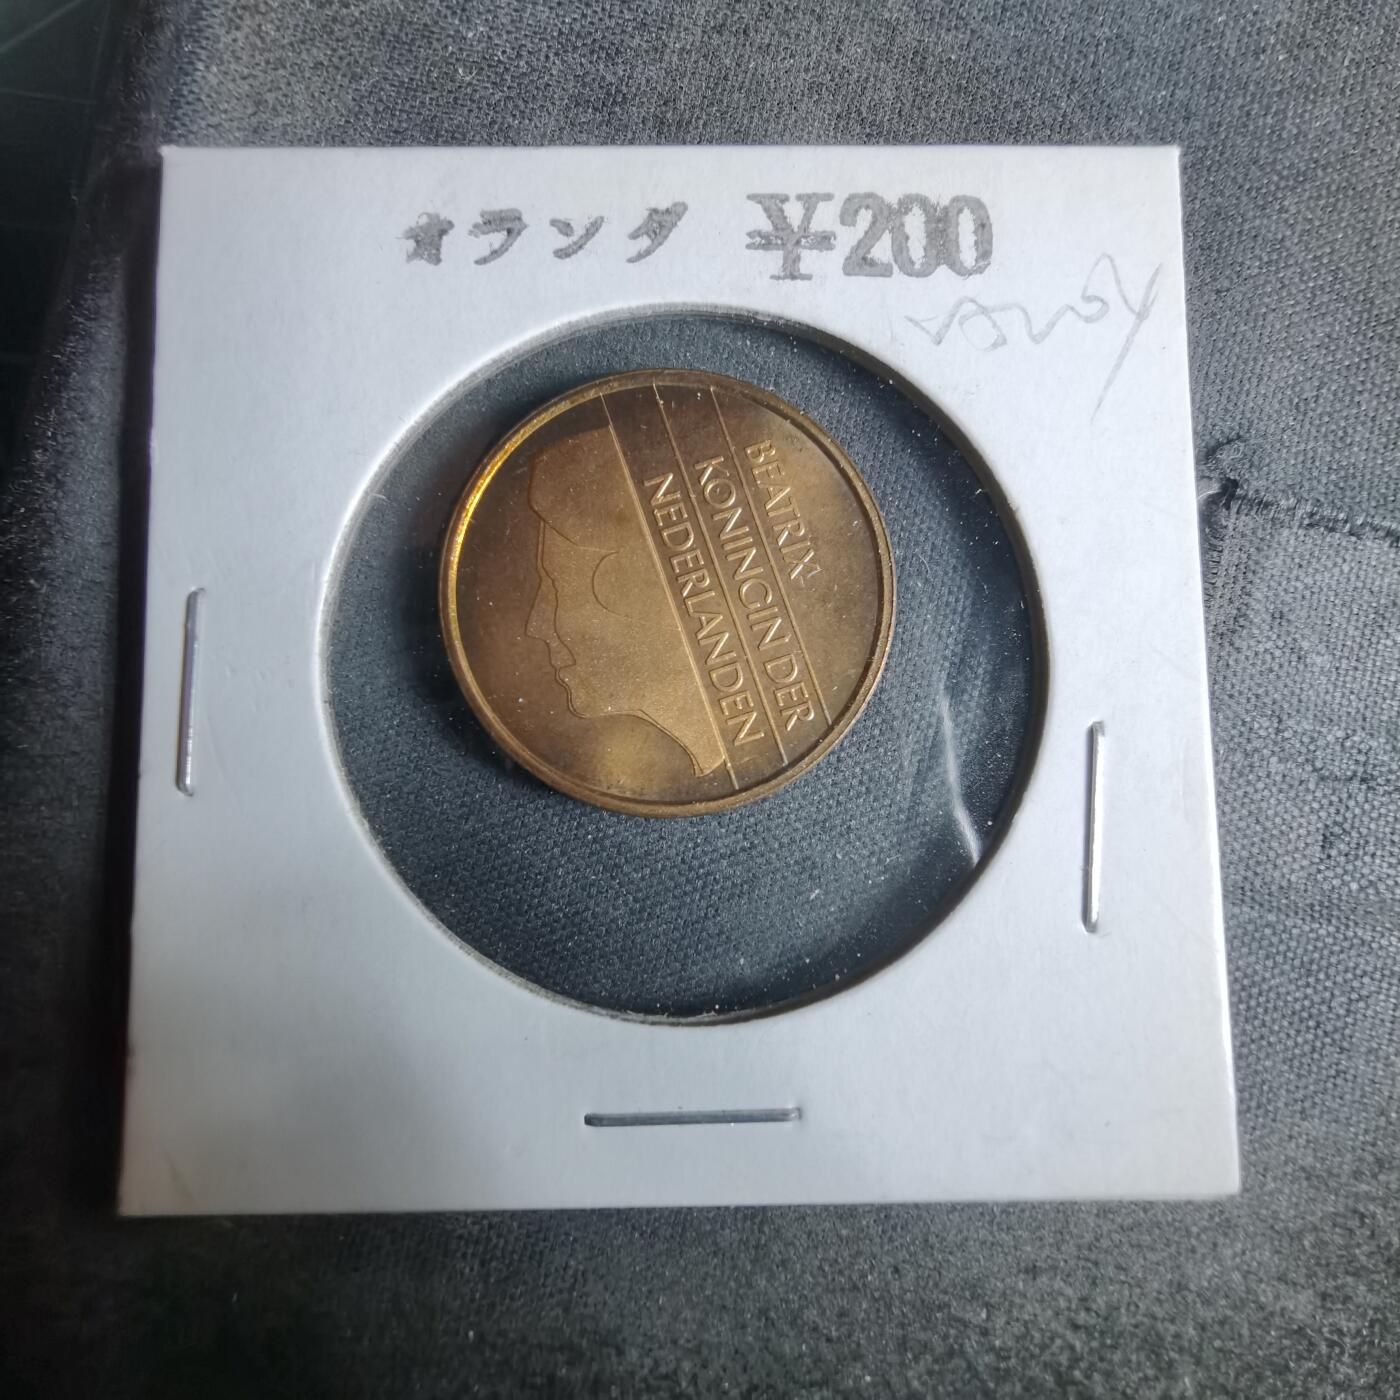 オランダ ¥200
BEATRIX
KONINGIN DER
NEDERLANDEN